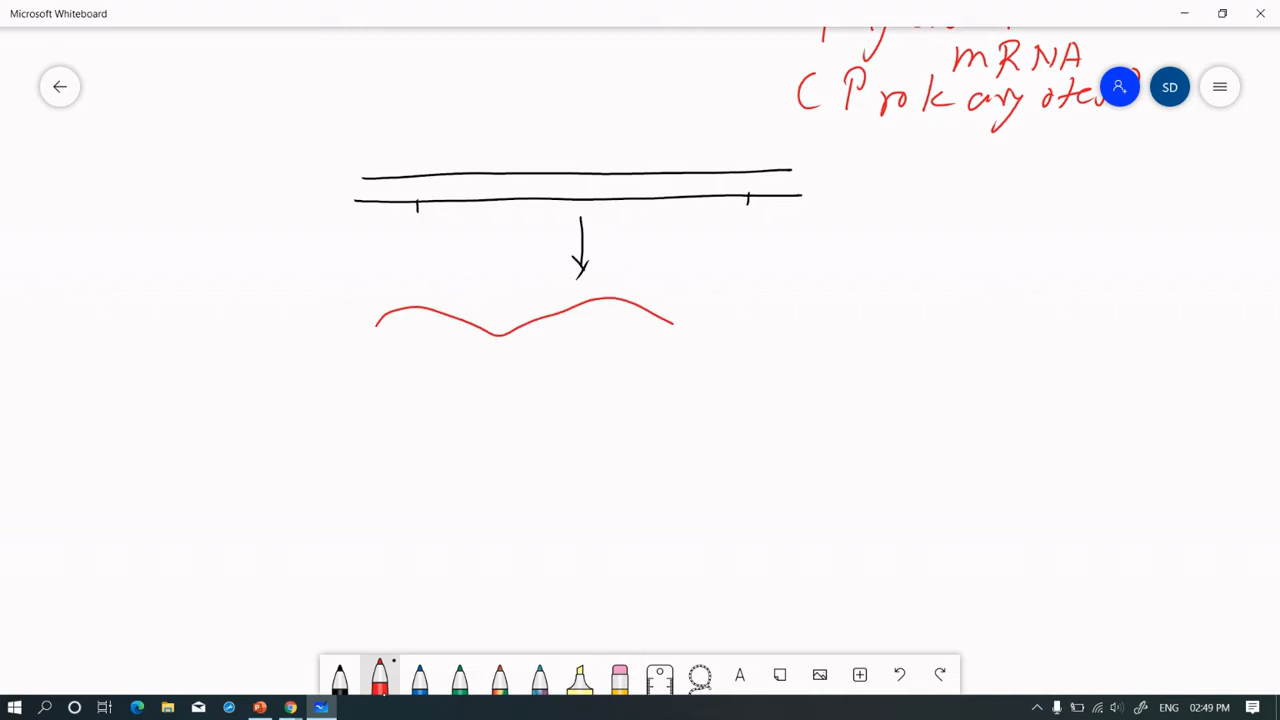 Microsoft Whiteboard
mRNA
(Prokaryotes
SD
A
ENG
02:49 PM